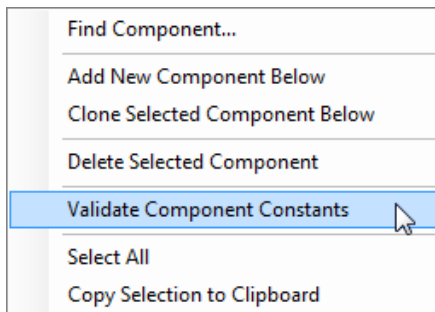 Find Component...
Add New Component Below
Clone Selected Component Below
Delete Selected Component
Validate Component Constants
Select All
Copy Selection to Clipboard